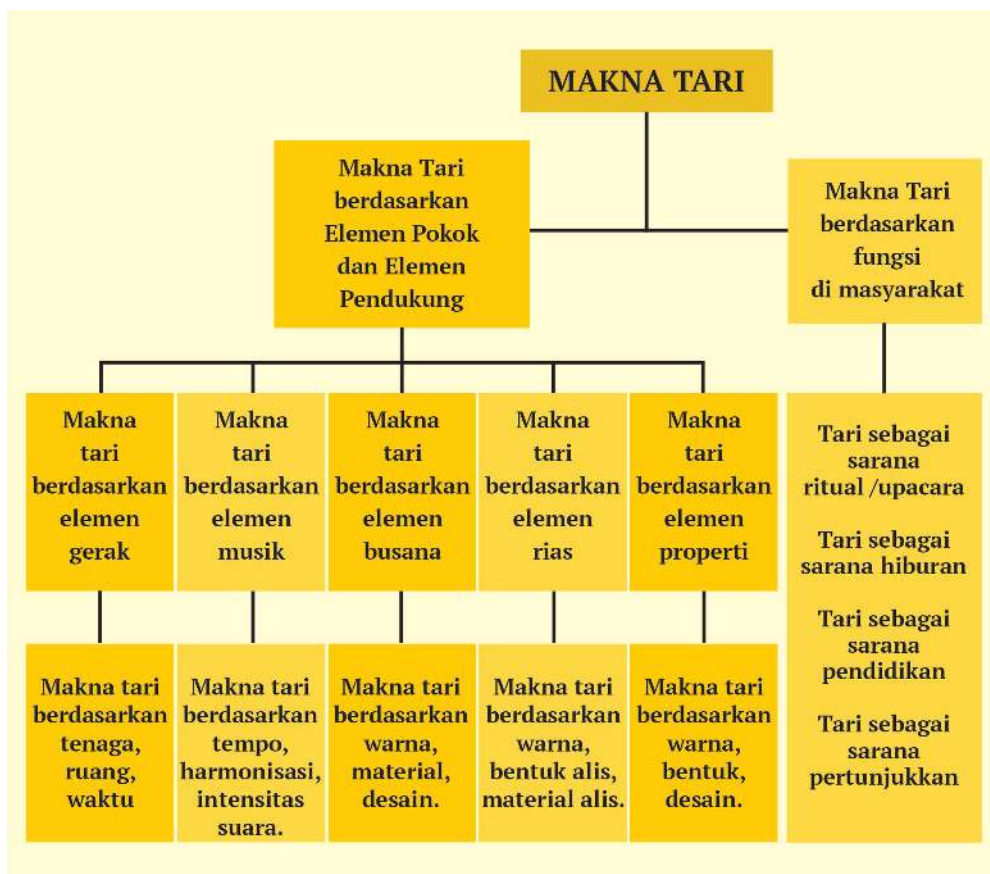 MAKNA TARI
Makna Tari
berdasarkan
Elemen Pokok
dan Elemen
Pendukung
Makna Tari
berdasarkan
fungsi
di masyarakat
Makna
tari
berdasarkan
elemen
gerak
Makna
tari
berdasarkan
elemen
musik
Makna
tari
berdasarkan
elemen
busana
Makna
tari
berdasarkan
elemen
rias
Makna
tari
berdasarkan
elemen
properti
Makna tari
berdasarkan
tenaga,
ruang,
waktu
Makna tari
berdasarkan
tempo,
harmonisasi,
intensitas
suara.
Makna tari
berdasarkan
warna,
material,
desain.
Makna tari
berdasarkan
warna,
bentuk alis,
material alis.
Makna tari
berdasarkan
warna,
bentuk,
desain.
Tari sebagai
sarana
ritual /upacara
Tari sebagai
sarana hiburan
Tari sebagai
sarana
pendidikan
Tari sebagai
sarana
pertunjukkan